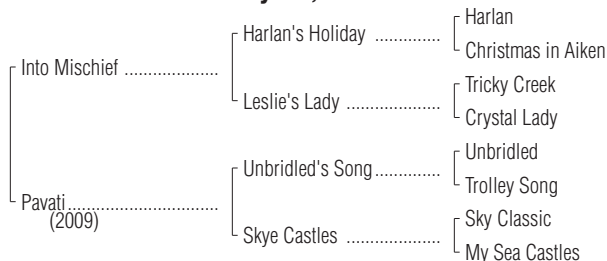 Harlan
Harlan's Holiday ...............
Christmas in Aiken
Into Mischief ....................
Tricky Creek
Leslie's Lady ....................
Crystal Lady
Unbridled
Unbridled's Song...............
Trolley Song
Pavati................................
(2009)
Sky Classic
Skye Castles ....................
My Sea Castles